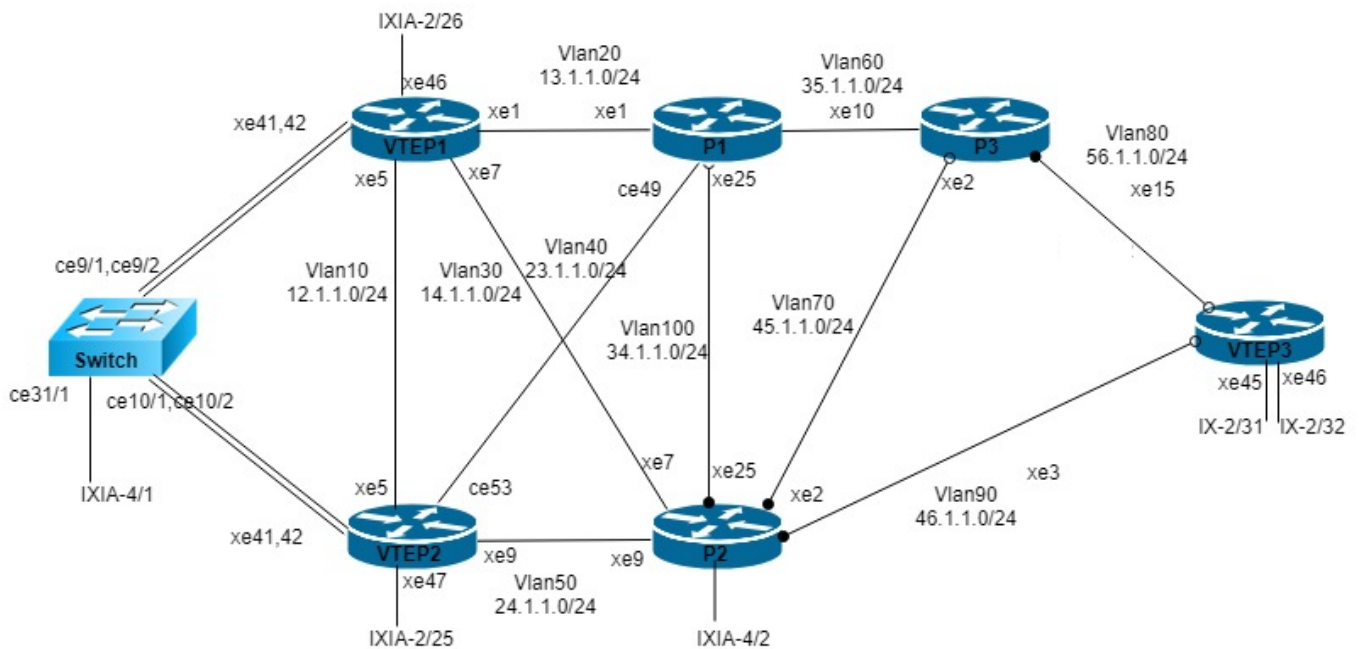 IXIA-2/26
Vlan20
13.1.1.0/24
Vlan60
35.1.1.0/24
xe46
xe41,42
xe1
xe1
xe10
VTEP1
P1
P3
Vlan80
56.1.1.0/24
xe5
xe7
ce49
xe25
xe2
xe15
ce9/1,ce9/2
Vlan10
12.1.1.0/24
Vlan30
14.1.1.0/24
Vlan40
23.1.1.0/24
Vlan100
34.1.1.0/24
Vlan70
45.1.1.0/24
Switch
VTEP3
ce31/1
ce10/1,ce10/2
xe45
xe46
IX-2/31
IX-2/32
IXIA-4/1
xe5
ce53
xe7
xe25
xe2
xe3
Vlan90
46.1.1.0/24
xe41,42
VTEP2
xe9
xe9
P2
xe47
Vlan50
24.1.1.0/24
IXIA-2/25
IXIA-4/2